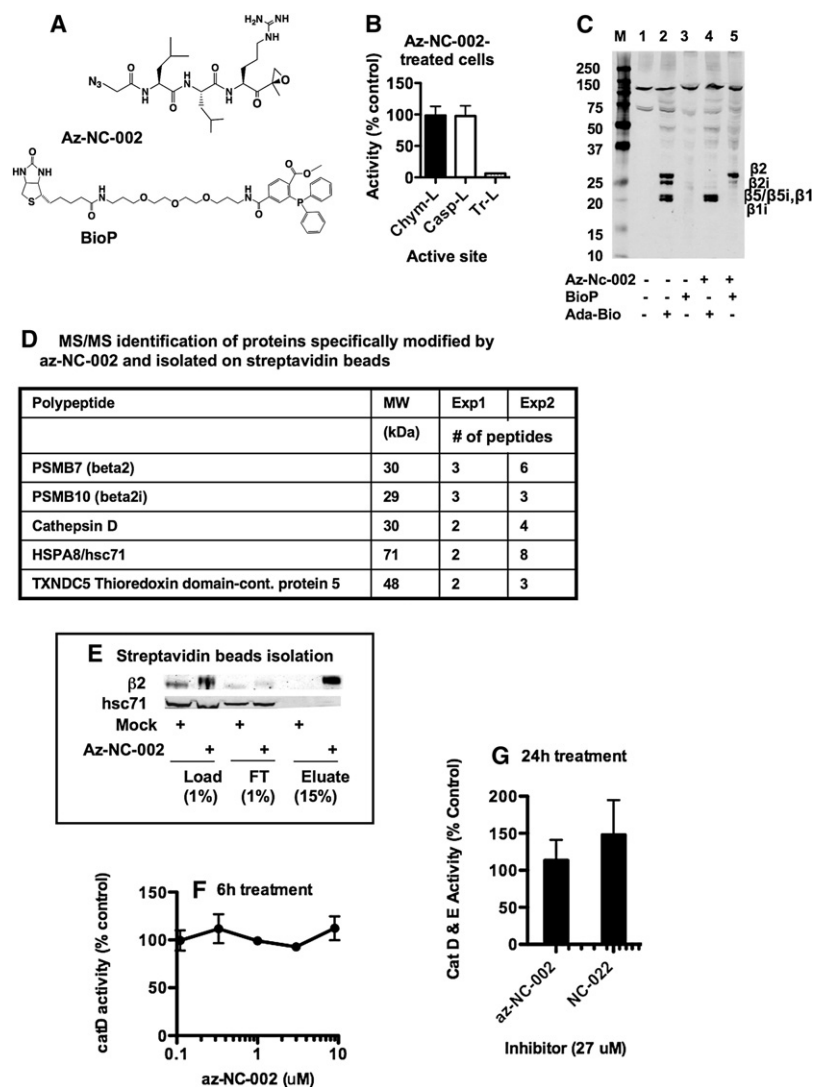 A
N₃
O
H
N
N
H
O
H
N
O
O
HN
NH₂
NH
O
Az-NC-002
O
HN
NH
S
O
H
N
O
O
O
H
N
O
O
O
P
BioP
B
Az-NC-002-
treated cells
Activity (% control)
150
100
50
0
Chym-L
Casp-L
Tr-L
Active site
C
M 1 2 3 4 5
250
150
75
50
37
25
20
15
10
β2
β2i
β5/β5i,β1
β1i
Az-Nc-002 - - - + +
BioP - - + - +
Ada-Bio - + - + -
D MS/MS identification of proteins specifically modified by
az-NC-002 and isolated on streptavidin beads
Polypeptide MW Exp1 Exp2
(kDa) # of peptides
PSMB7 (beta2) 30 3 6
PSMB10 (beta2i) 29 3 3
Cathepsin D 30 2 4
HSPA8/hsc71 71 2 8
TXNDC5 Thioredoxin domain-cont. protein 5 48 2 3
E Streptavidin beads isolation
β2
hsc71
Mock + + +
Az-NC-002 + + +
Load FT Eluate
(1%) (1%) (15%)
F 6h treatment
catD activity (% control)
150
100
50
0
0.1 1 10
az-NC-002 (uM)
G 24h treatment
Cat D & E Activity (% Control)
200
150
100
50
0
az-NC-002
NC-022
Inhibitor (27 uM)